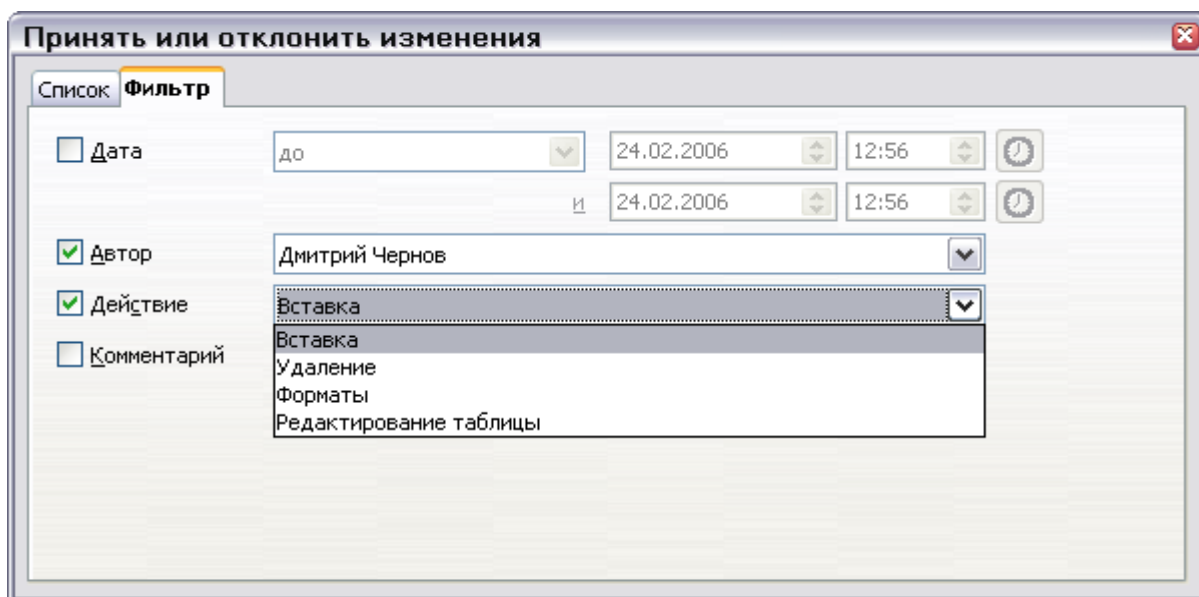 Принять или отклонить изменения
Список Фильтр
Дата до 24.02.2006 12:56
и 24.02.2006 12:56
Автор Дмитрий Чернов
Действие Вставка
Вставка
Комментарий
Удаление
Форматы
Редактирование таблицы